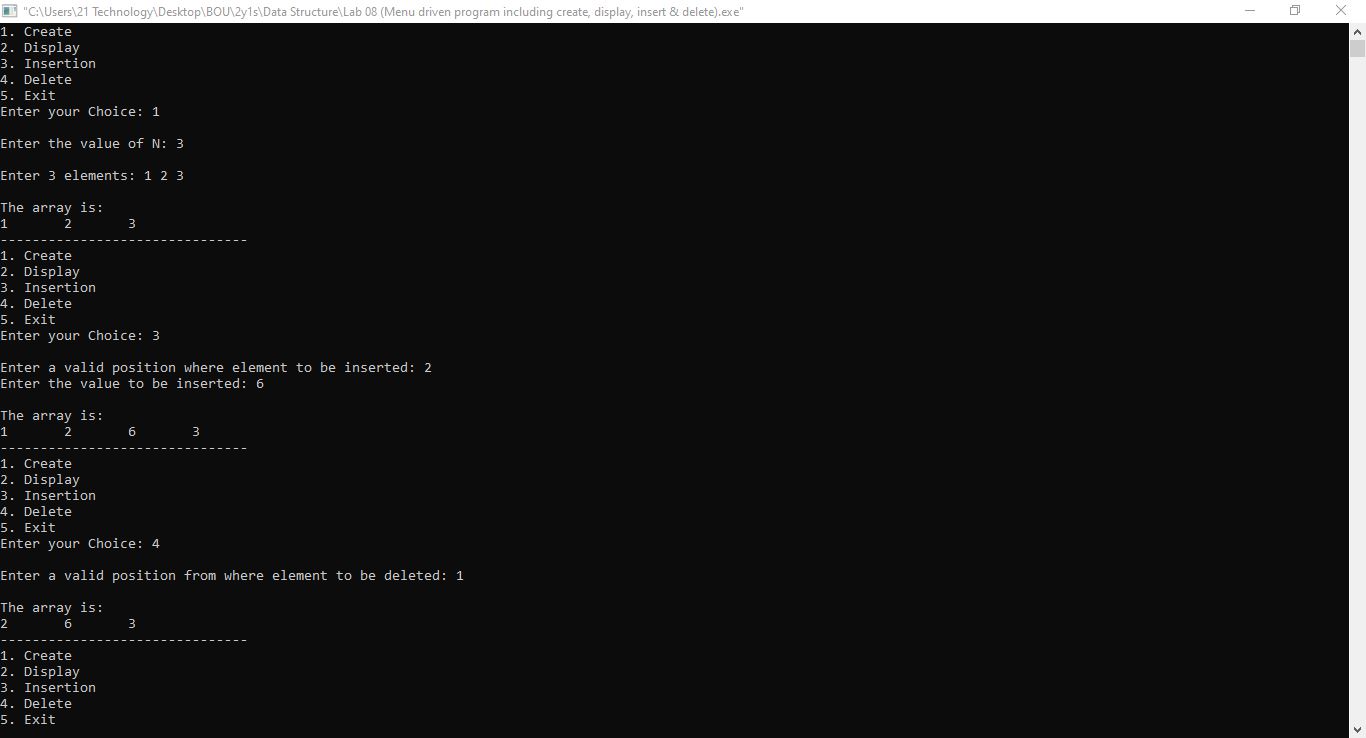 "C:\Users\21 Technology\Desktop\BOU\2y1s\Data Structure\Lab 08 (Menu driven program including create, display, insert & delete).exe"
1. Create
2. Display
3. Insertion
4. Delete
5. Exit
Enter your Choice: 1
Enter the value of N: 3
Enter 3 elements: 1 2 3
The array is:
1 2 3
-------------------------------
1. Create
2. Display
3. Insertion
4. Delete
5. Exit
Enter your Choice: 3
Enter a valid position where element to be inserted: 2
Enter the value to be inserted: 6
The array is:
1 2 6 3
-------------------------------
1. Create
2. Display
3. Insertion
4. Delete
5. Exit
Enter your Choice: 4
Enter a valid position from where element to be deleted: 1
The array is:
2 6 3
-------------------------------
1. Create
2. Display
3. Insertion
4. Delete
5. Exit